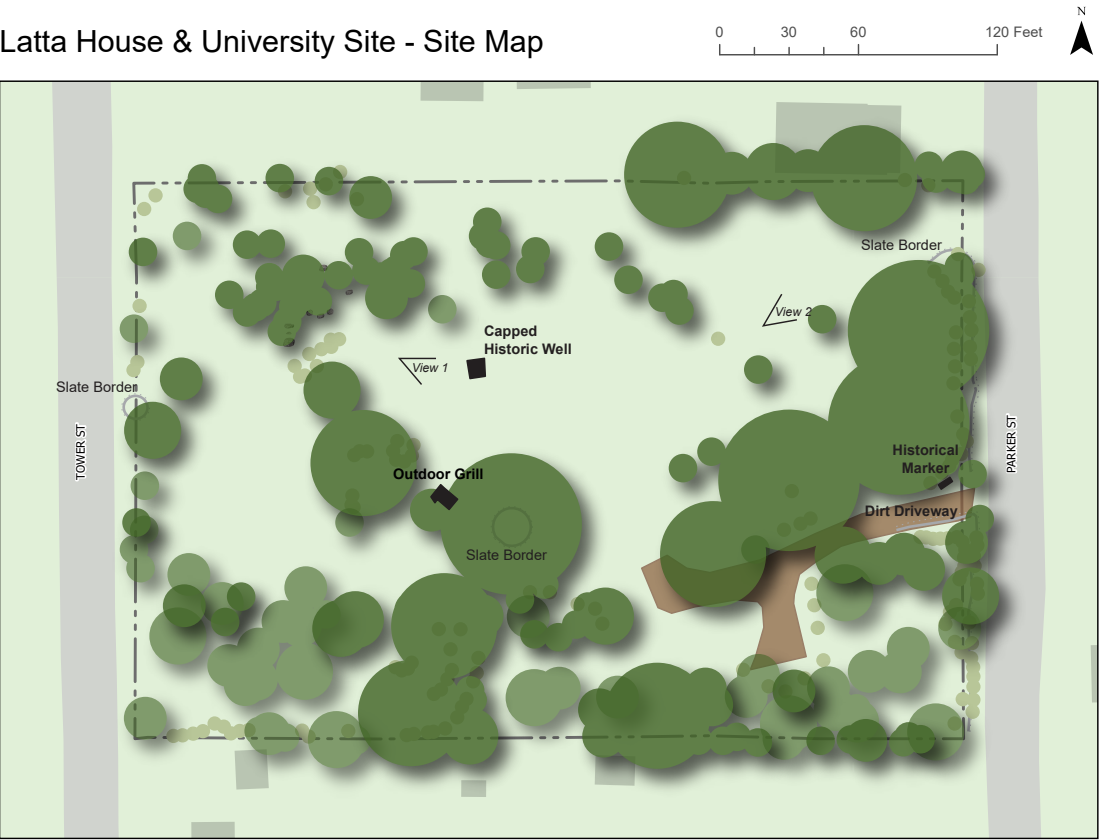 N
Latta House & University Site - Site Map
0 30 60 120 Feet
Slate Border
View 2
Capped
Historic Well
View 1
Slate Border
TOWER ST
PARKER ST
Historical
Marker
Outdoor Grill
Dirt Driveway
Slate Border